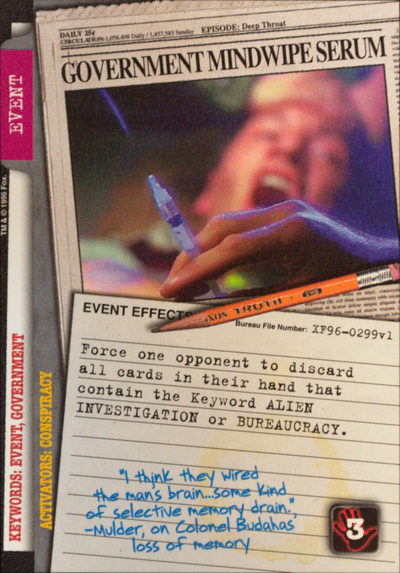 DAILY 25¢
EPISODE: Deep Throat
CIRCULATION: 1,058,498 Daily / 1,457,583 Sunday
GOVERNMENT MINDWIPE SERUM
EVENT
TM & © 1996 Fox.
KEYWORDS: EVENT, GOVERNMENT
ACTIVATORS: CONSPIRACY
TRUTH
EVENT EFFECTS
Bureau File Number: XF96-0299v1
Force one opponent to discard
all cards in their hand that
contain the Keyword ALIEN
INVESTIGATION or BUREAUCRACY.
"I think they wired
the man's brain...some kind
of selective memory drain.",
-Mulder, on Colonel Budahas'
loss of memory
3